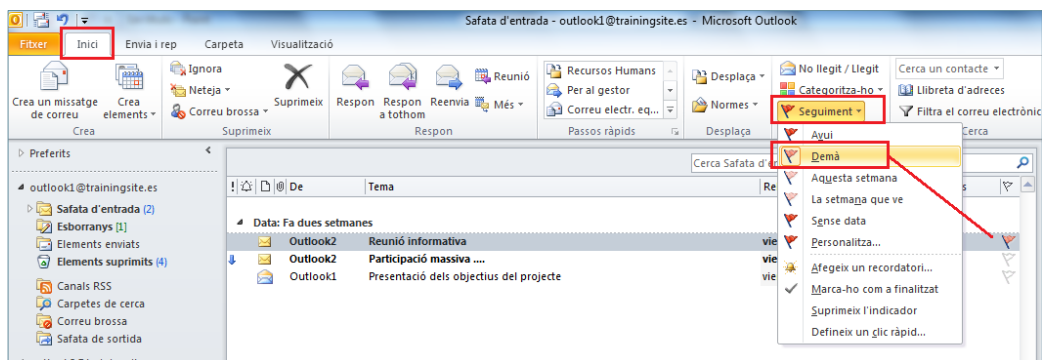 Safata d'entrada - outlook1@trainingsite.es - Microsoft Outlook
Fitxer Inici Envia i rep Carpeta Visualització
Crea un missatge de correu
Crea elements
Crea
Ignora
Neteja
Correu brossa
Suprimeix
Suprimeix
Respon
Respon a tothom
Reenvia
Reunió
Més
Respon
Recursos Humans
Per al gestor
Correu electr. eq...
Passos ràpids
Desplaça
Normes
Desplaça
No llegit / Llegit
Categoritza-ho
Seguiment
Cerca un contacte
Llibreta d'adreces
Filtra el correu electrònic
Cerca
Avui
Demà
Aquesta setmana
La setmana que ve
Sense data
Personalitza...
Afegeix un recordatori...
Marca-ho com a finalitzat
Suprimeix l'indicador
Defineix un clic ràpid...
Preferits
outlook1@trainingsite.es
Safata d'entrada (2)
Esborranys [1]
Elements enviats
Elements suprimits (4)
Canals RSS
Carpetes de cerca
Correu brossa
Safata de sortida
Cerca Safata d'e
! De Tema Re
Data: Fa dues setmanes
Outlook2 Reunió informativa vie
Outlook2 Participació massiva .... vie
Outlook1 Presentació dels objectius del projecte vie